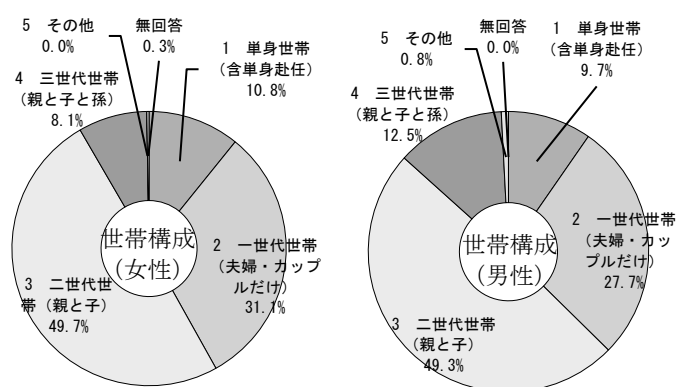 5　その他
0.0%
無回答
0.3%
1　単身世帯
（含単身赴任）
10.8%
2　一世代世帯
（夫婦・カップ
ルだけ）
31.1%
3　二世代世
帯（親と子）
49.7%
4　三世代世帯
（親と子と孫）
8.1%
世帯構成
（女性）
5　その他
0.8%
無回答
0.0%
1　単身世帯
（含単身赴任）
9.7%
2　一世代世帯
（夫婦・カッ
プルだけ）
27.7%
3　二世代世帯
（親と子）
49.3%
4　三世代世帯
（親と子と孫）
12.5%
世帯構成
（男性）